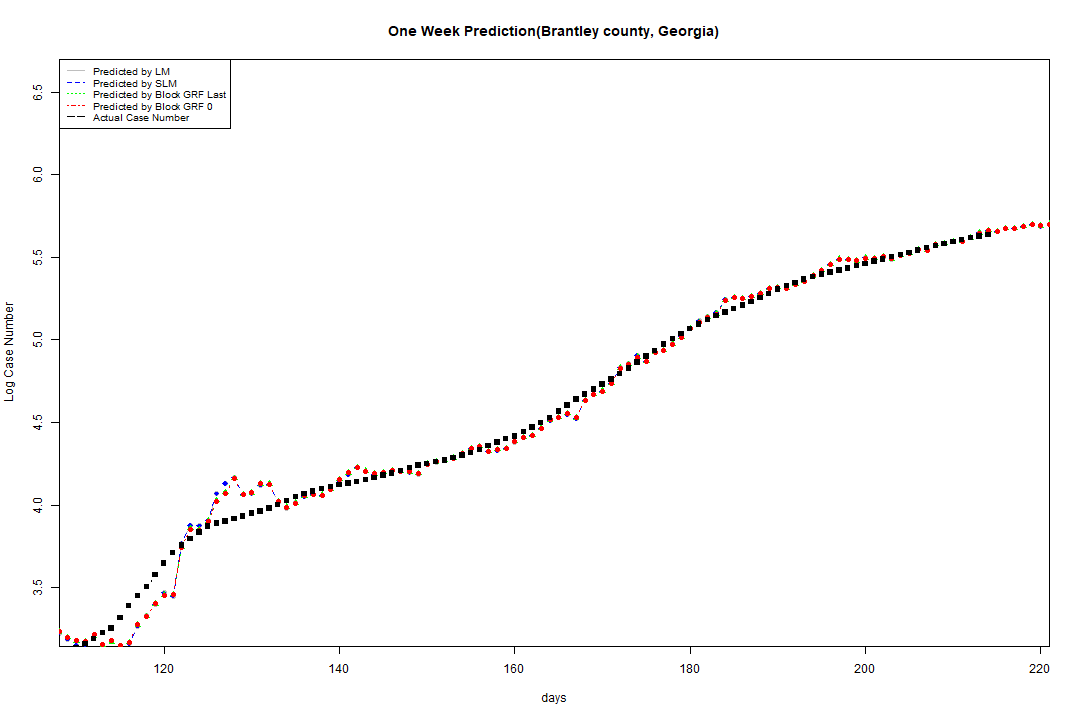 One Week Prediction(Brantley county, Georgia)
Predicted by LM
Predicted by SLM
Predicted by Block GRF Last
Predicted by Block GRF 0
Actual Case Number
6.5
6.0
5.5
5.0
4.5
4.0
3.5
Log Case Number
120 140 160 180 200 220
days